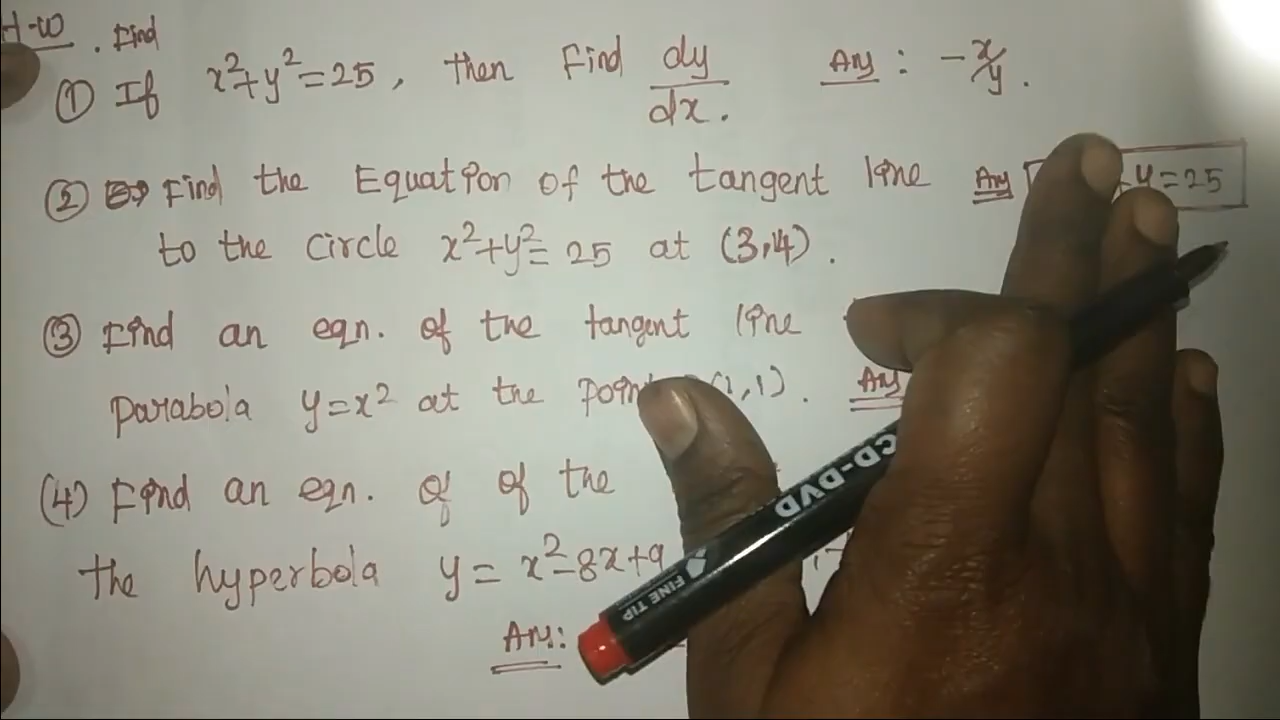 H-W . Find
① If x²+y²=25, then Find dy/dx. Ans : -x/y.
② Find the Equation of the tangent line Ans +y=25
to the circle x²+y²=25 at (3,4).
③ Find an eqn. of the tangent line
parabola y=x² at the point (1,1). Ans
(4) Find an eqn. of of the
the hyperbola y= x²-8x+9
Ans:
CD-DVD
FINE TIP